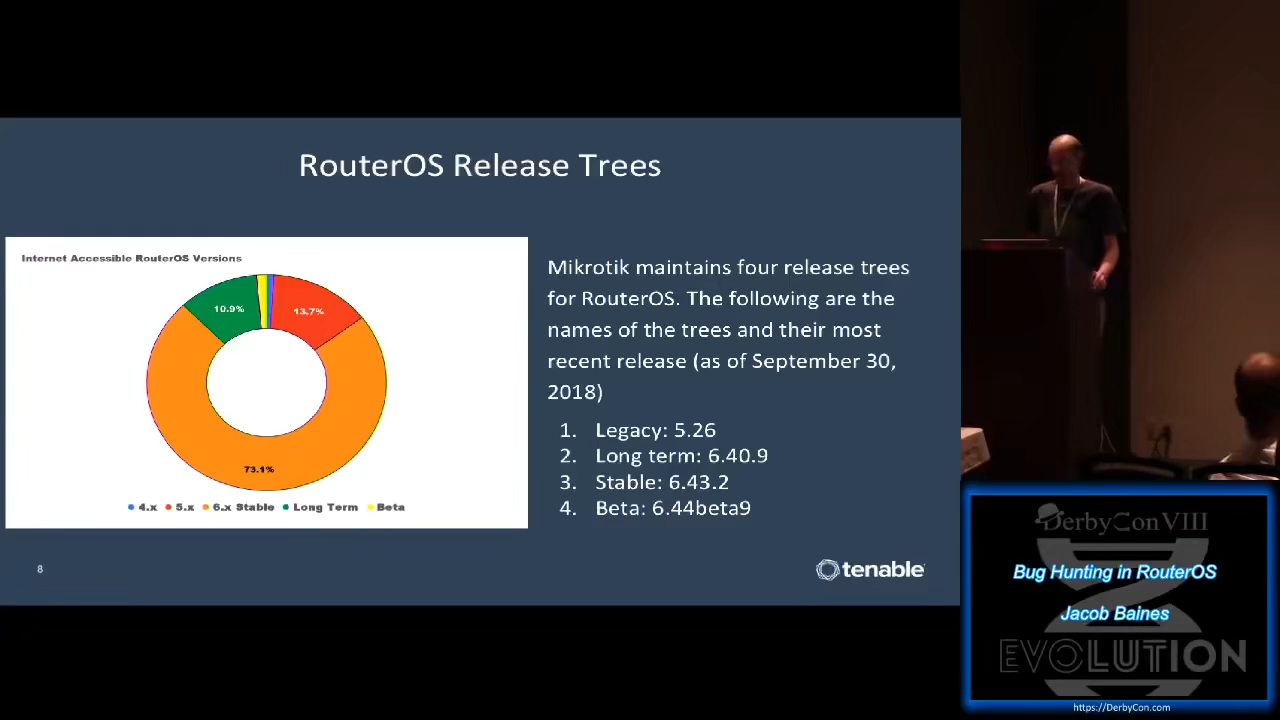 RouterOS Release Trees
Internet Accessible RouterOS Versions
10.9%
13.7%
73.1%
4.x 5.x 6.x Stable Long Term Beta
Mikrotik maintains four release trees
for RouterOS. The following are the
names of the trees and their most
recent release (as of September 30,
2018)
1. Legacy: 5.26
2. Long term: 6.40.9
3. Stable: 6.43.2
4. Beta: 6.44beta9
8
tenable
DerbyCon VIII
Bug Hunting in RouterOS
Jacob Baines
EVOLUTION
https://DerbyCon.com